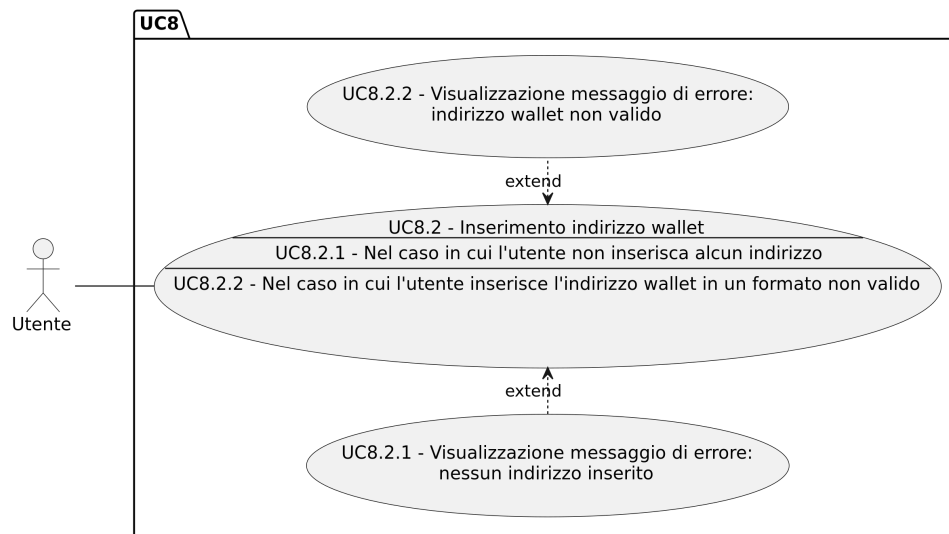 UC8
UC8.2.2 - Visualizzazione messaggio di errore:
indirizzo wallet non valido
extend
UC8.2 - Inserimento indirizzo wallet
UC8.2.1 - Nel caso in cui l'utente non inserisca alcun indirizzo
UC8.2.2 - Nel caso in cui l'utente inserisce l'indirizzo wallet in un formato non valido
Utente
extend
UC8.2.1 - Visualizzazione messaggio di errore:
nessun indirizzo inserito